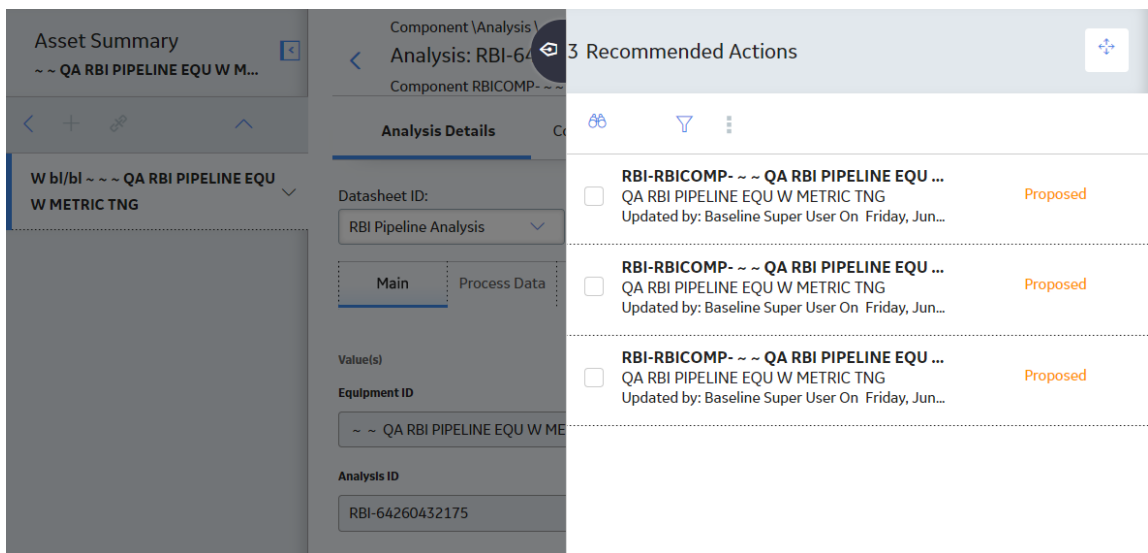 Asset Summary
~ ~ QA RBI PIPELINE EQU W M...
W bl/bl ~ ~ ~ QA RBI PIPELINE EQU
W METRIC TNG
Component \Analysis \
Analysis: RBI-64
Component RBICOMP- ~ ~
Analysis Details
Datasheet ID:
RBI Pipeline Analysis
Main
Process Data
Value(s)
Equipment ID
~ ~ QA RBI PIPELINE EQU W ME
Analysis ID
RBI-64260432175
3 Recommended Actions
RBI-RBICOMP- ~ ~ QA RBI PIPELINE EQU ...
QA RBI PIPELINE EQU W METRIC TNG
Updated by: Baseline Super User On Friday, Jun...
Proposed
RBI-RBICOMP- ~ ~ QA RBI PIPELINE EQU ...
QA RBI PIPELINE EQU W METRIC TNG
Updated by: Baseline Super User On Friday, Jun...
Proposed
RBI-RBICOMP- ~ ~ QA RBI PIPELINE EQU ...
QA RBI PIPELINE EQU W METRIC TNG
Updated by: Baseline Super User On Friday, Jun...
Proposed